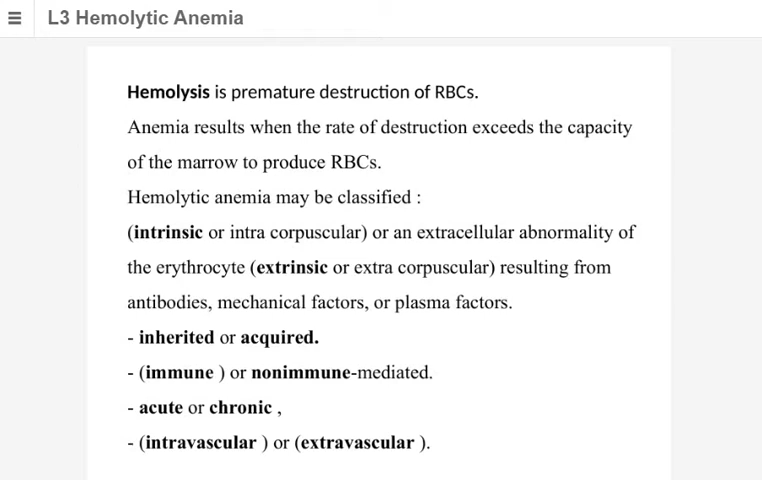 L3 Hemolytic Anemia
Hemolysis is premature destruction of RBCs.
Anemia results when the rate of destruction exceeds the capacity
of the marrow to produce RBCs.
Hemolytic anemia may be classified :
(intrinsic or intra corpuscular) or an extracellular abnormality of
the erythrocyte (extrinsic or extra corpuscular) resulting from
antibodies, mechanical factors, or plasma factors.
- inherited or acquired.
- (immune ) or nonimmune-mediated.
- acute or chronic ,
- (intravascular ) or (extravascular ).